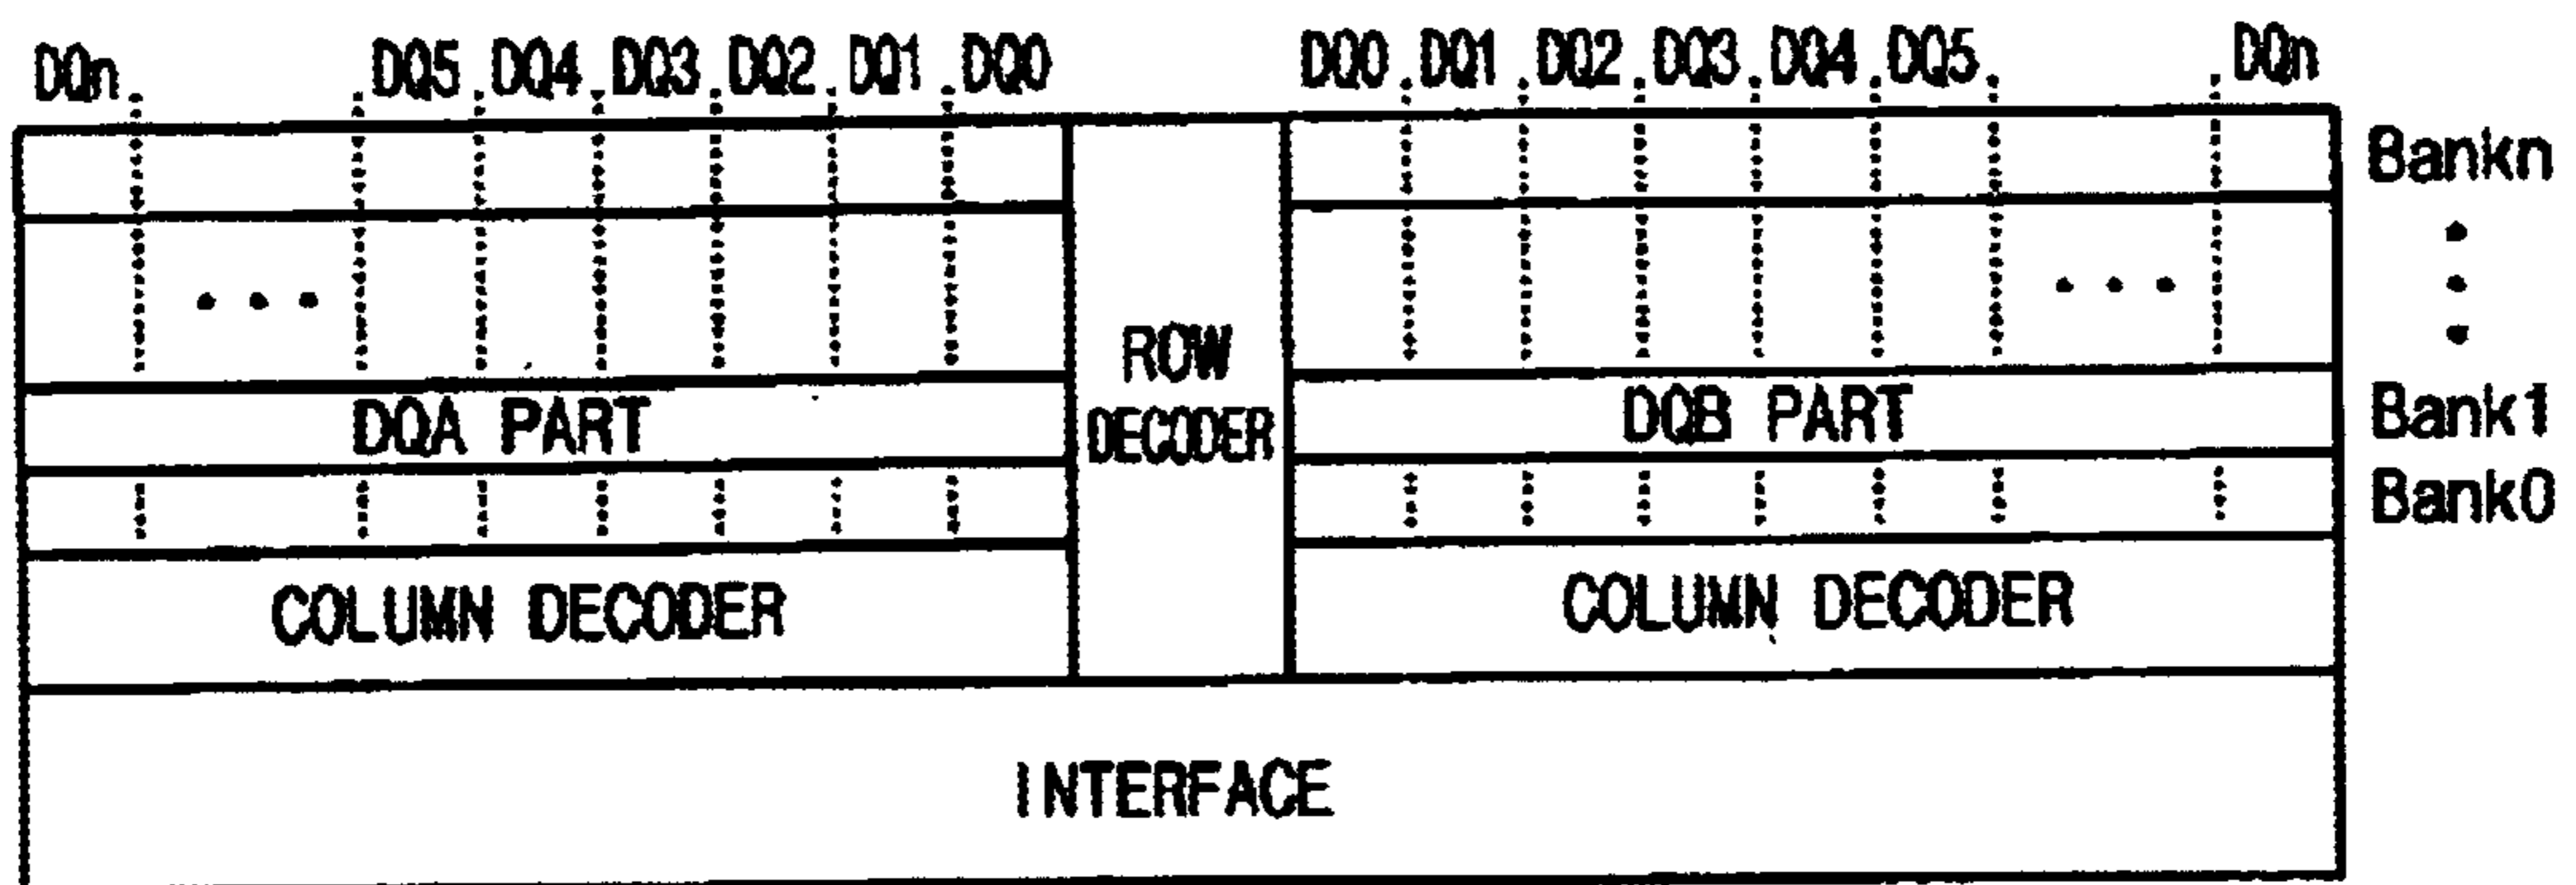 DQn DQ5 DQ4 DQ3 DQ2 DQ1 DQ0 DQ0 DQ1 DQ2 DQ3 DQ4 DQ5 DQn
Bankn
ROW
DECODER
DQA PART DQB PART Bank1
Bank0
COLUMN DECODER COLUMN DECODER
INTERFACE